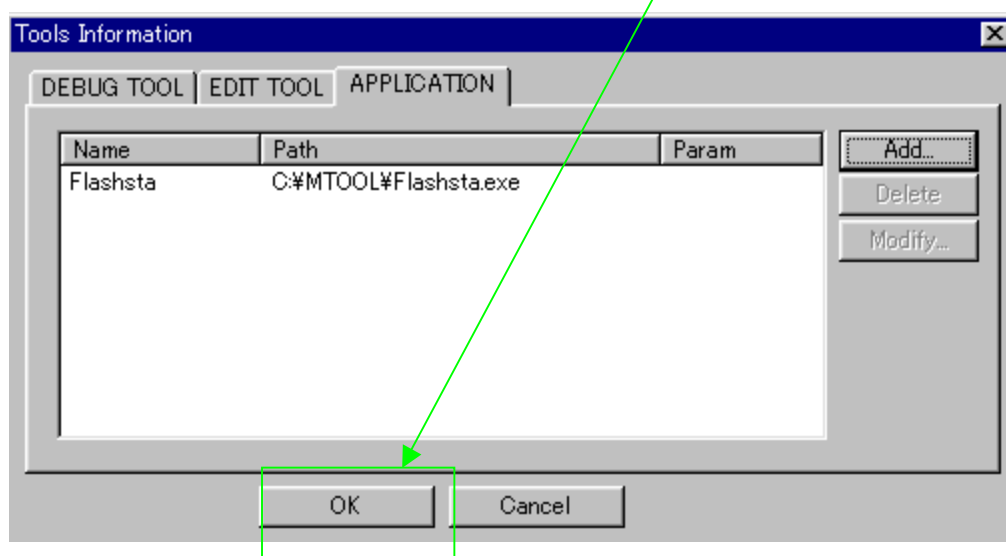 Tools Information
DEBUG TOOL EDIT TOOL APPLICATION
Name Path Param Add...
Flashsta C:¥MTOOL¥Flashsta.exe
Delete
Modify...
OK Cancel